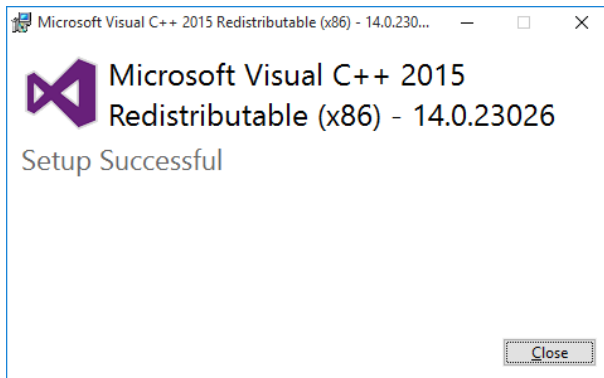 Microsoft Visual C++ 2015 Redistributable (x86) - 14.0.230...
Microsoft Visual C++ 2015
Redistributable (x86) - 14.0.23026
Setup Successful
Close